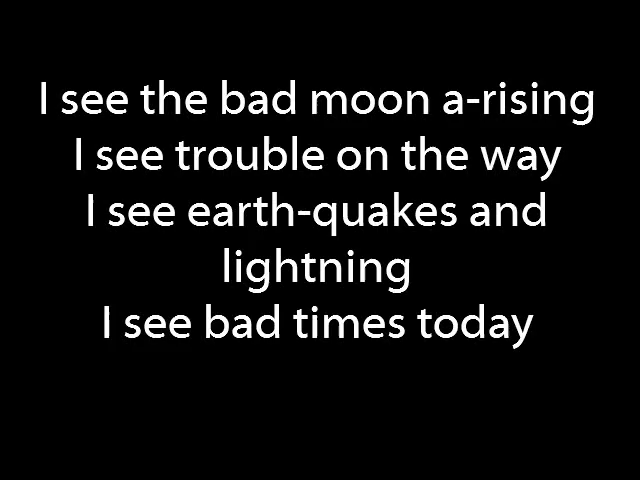 I see the bad moon a-rising
I see trouble on the way
I see earth-quakes and
lightning
I see bad times today